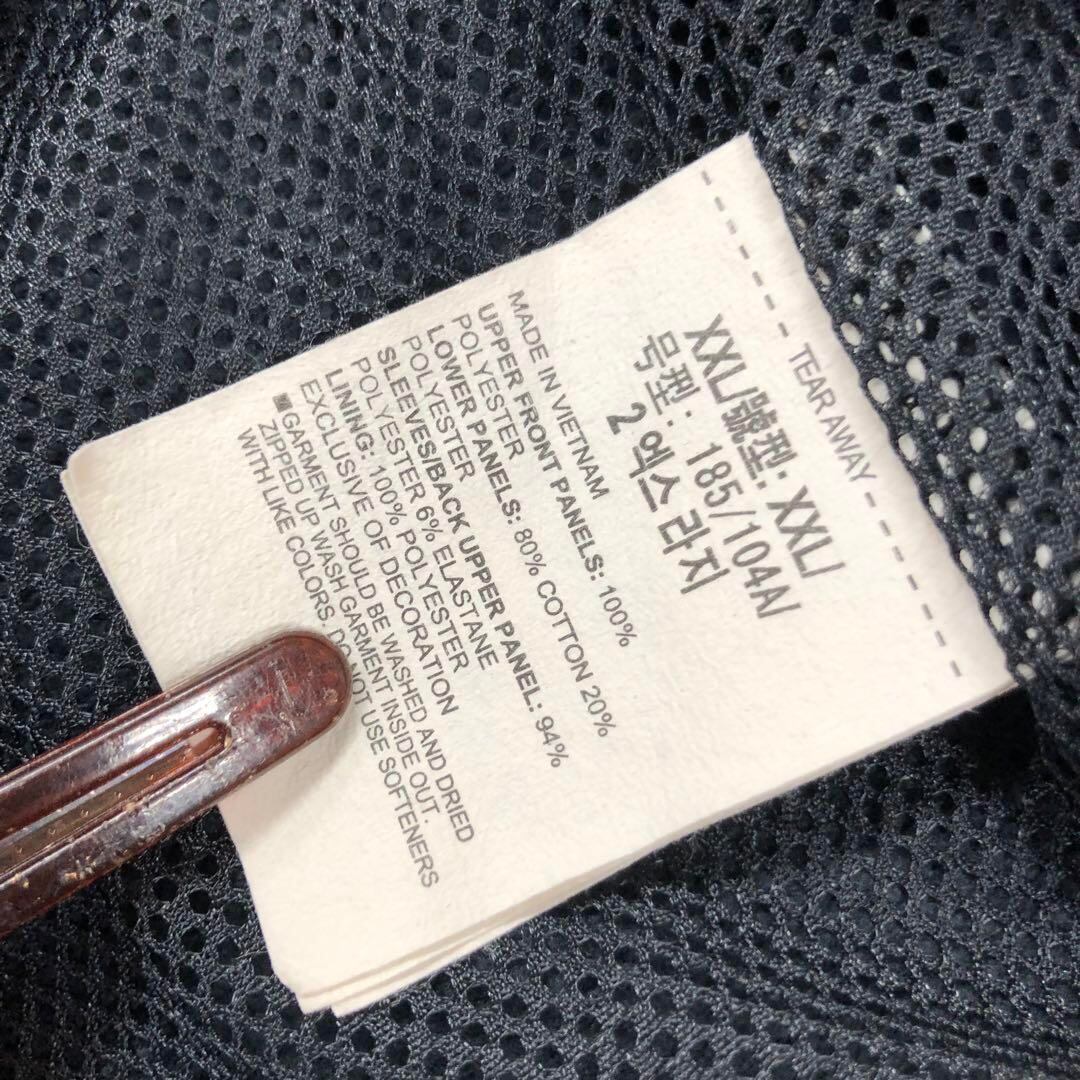 TEAR AWAY
XXL/號型: XXL/
号型: 185/104A/
2 엑스 라지
MADE IN VIETNAM
UPPER FRONT PANELS: 100%
POLYESTER
LOWER PANELS: 80% COTTON 20%
POLYESTER
SLEEVES/BACK UPPER PANEL: 94%
POLYESTER 6% ELASTANE
LINING: 100% POLYESTER
EXCLUSIVE OF DECORATION
■GARMENT SHOULD BE WASHED AND DRIED
ZIPPED UP. WASH GARMENT INSIDE OUT.
WITH LIKE COLORS. DO NOT USE SOFTENERS